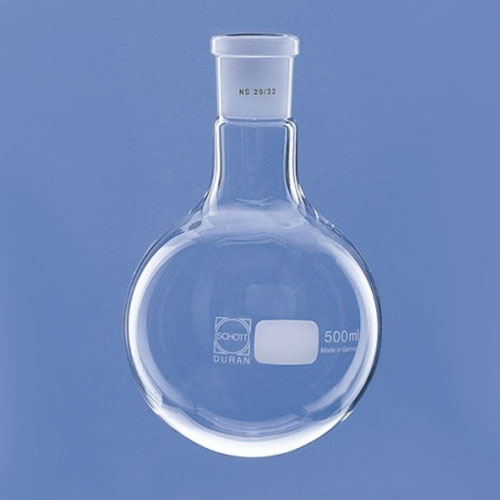 NS 29/32
SCHOTT
DURAN
500ml
Made in Germany